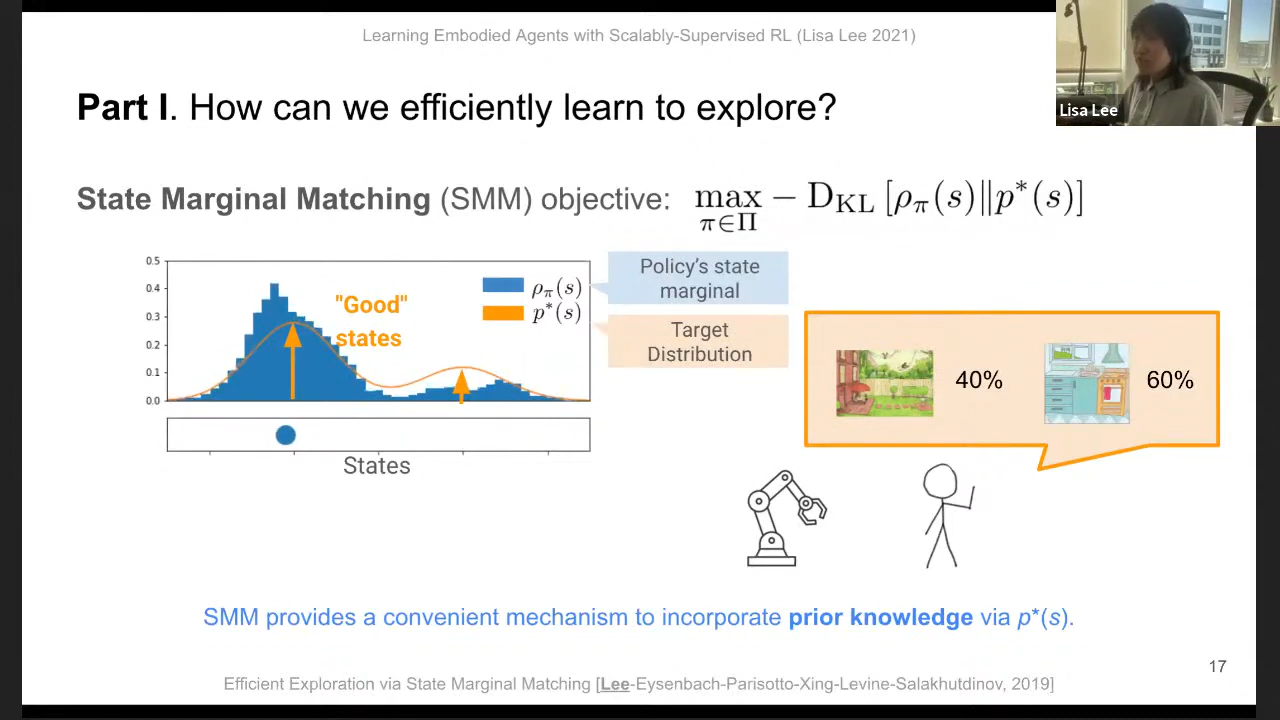 Learning Embodied Agents with Scalably-Supervised RL (Lisa Lee 2021)
Lisa Lee
Part I. How can we efficiently learn to explore?
State Marginal Matching (SMM) objective: max π∈Π − D_KL [ρ_π(s)‖p*(s)]
0.5
0.4
0.3
0.2
0.1
0.0
"Good"
states
ρ_π(s)
p*(s)
Policy's state
marginal
Target
Distribution
States
40%
60%
SMM provides a convenient mechanism to incorporate prior knowledge via p*(s).
17
Efficient Exploration via State Marginal Matching [Lee-Eysenbach-Parisotto-Xing-Levine-Salakhutdinov, 2019]